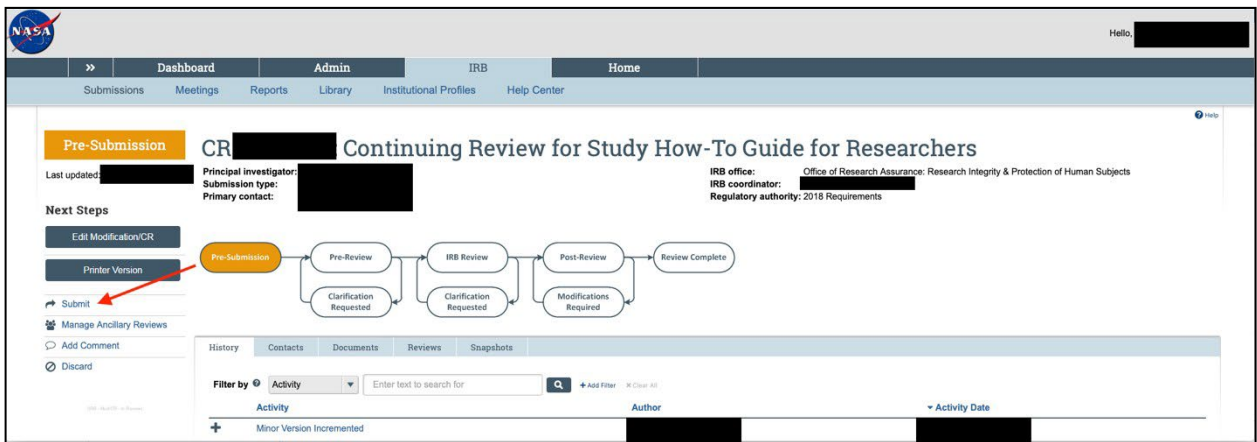 NASA
Hello,
» Dashboard Admin IRB Home
Submissions Meetings Reports Library Institutional Profiles Help Center
Help
Pre-Submission
Last updated:
CR Continuing Review for Study How-To Guide for Researchers
Principal investigator:
Submission type:
Primary contact:
IRB office: Office of Research Assurance: Research Integrity & Protection of Human Subjects
IRB coordinator:
Regulatory authority: 2018 Requirements
Next Steps
Edit Modification/CR
Printer Version
Submit
Manage Ancillary Reviews
Add Comment
Discard
Pre-Submission Pre-Review IRB Review Post-Review Review Complete
Clarification Requested
Clarification Requested
Modifications Required
History Contacts Documents Reviews Snapshots
Filter by Activity Enter text to search for + Add Filter Clear All
Activity Author Activity Date
Minor Version Incremented